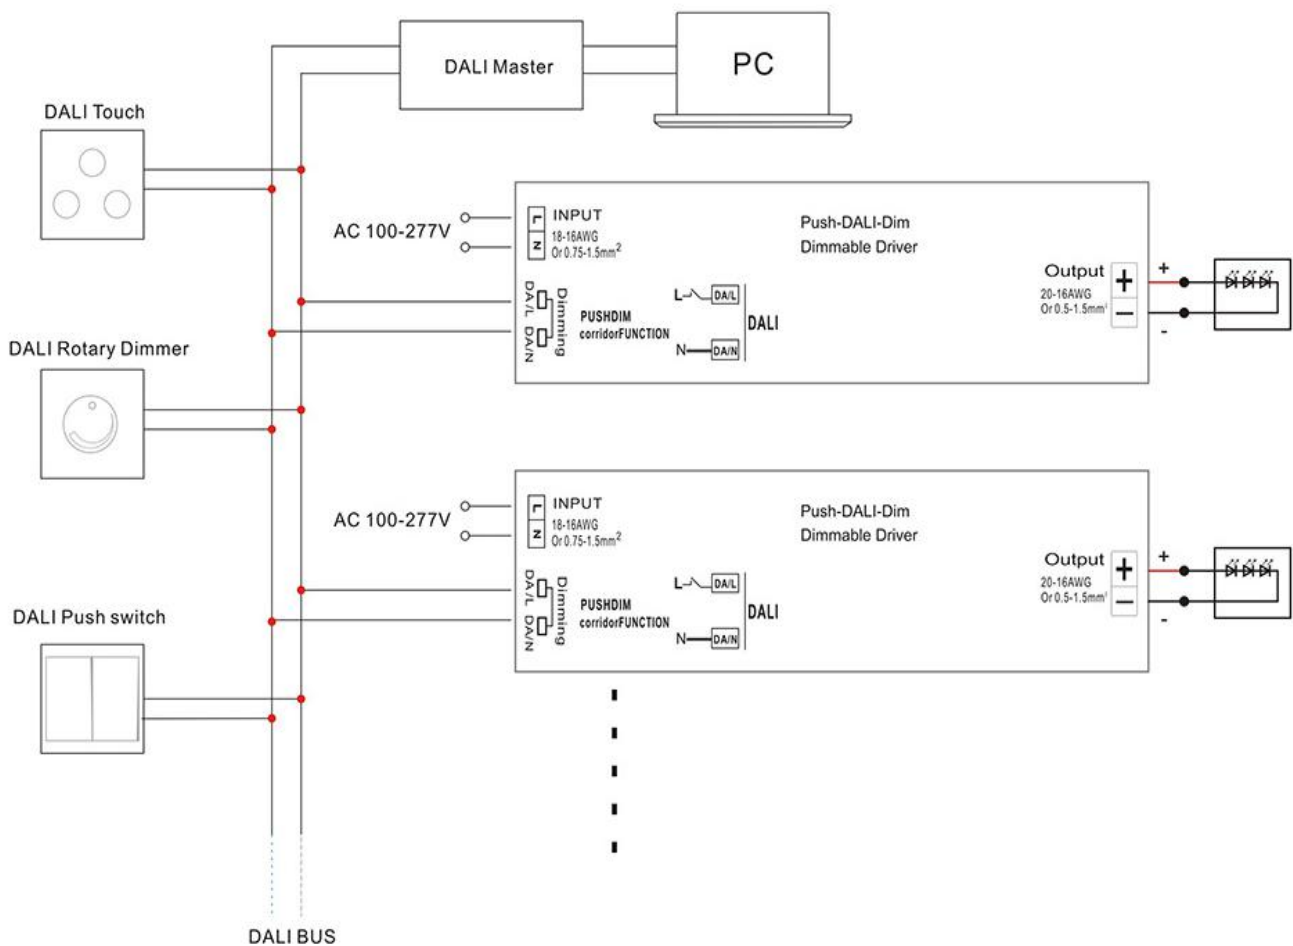 DALI Master
PC
DALI Touch
AC 100-277V
L
N
INPUT
18-16AWG
Or 0.75-1.5mm²
Push-DALI-Dim
Dimmable Driver
DA/L
DA/N
Dimming
PUSHDIM
corridorFUNCTION
L
DA/L
N
DA/N
DALI
Output
20-16AWG
Or 0.5-1.5mm²
+
−
+
-
DALI Rotary Dimmer
AC 100-277V
L
N
INPUT
18-16AWG
Or 0.75-1.5mm²
Push-DALI-Dim
Dimmable Driver
DA/L
DA/N
Dimming
PUSHDIM
corridorFUNCTION
L
DA/L
N
DA/N
DALI
Output
20-16AWG
Or 0.5-1.5mm²
+
−
+
-
DALI Push switch
DALI BUS